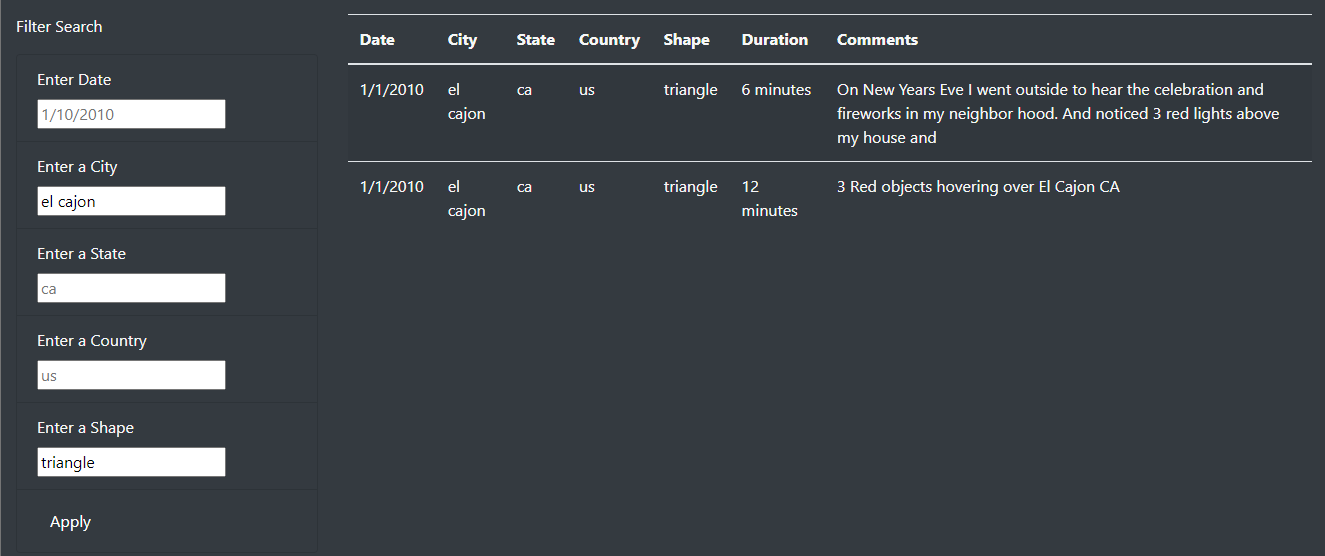 Filter Search
Enter Date
1/10/2010
Enter a City
el cajon
Enter a State
ca
Enter a Country
us
Enter a Shape
triangle
Apply
Date City State Country Shape Duration Comments
1/1/2010 el ca us triangle 6 minutes On New Years Eve I went outside to hear the celebration and
cajon fireworks in my neighbor hood. And noticed 3 red lights above
my house and
1/1/2010 el ca us triangle 12 3 Red objects hovering over El Cajon CA
cajon minutes